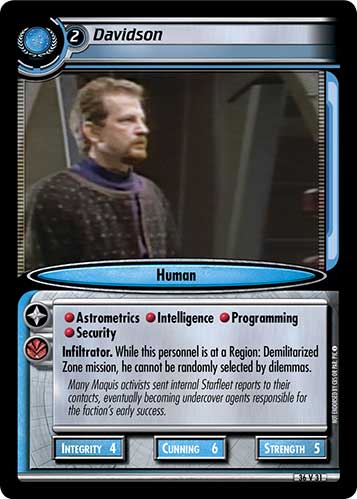 2 Davidson
Human
Astrometrics Intelligence Programming
Security
Infiltrator. While this personnel is at a Region: Demilitarized
Zone mission, he cannot be randomly selected by dilemmas.
Many Maquis activists sent internal Starfleet reports to their
contacts, eventually becoming undercover agents responsible
for the faction's early success.
INTEGRITY 4 CUNNING 6 STRENGTH 5
36 V 31